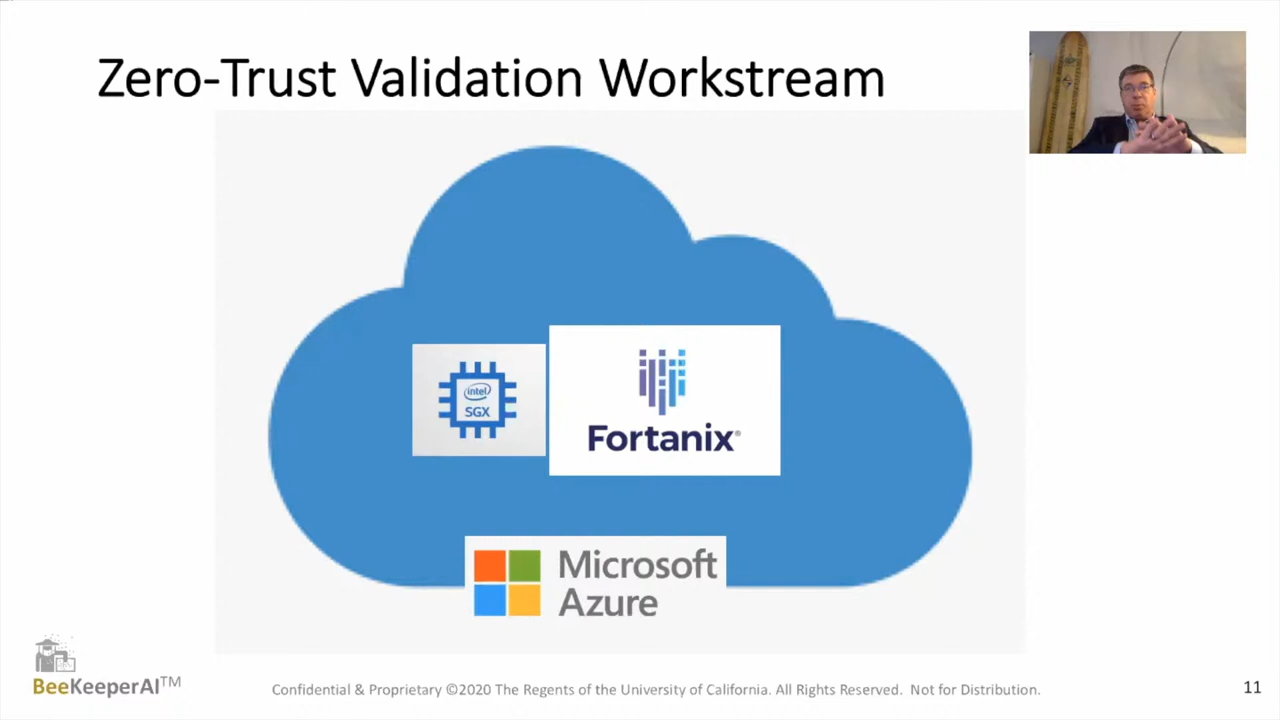 Zero-Trust Validation Workstream
intel
SGX
Fortanix®
Microsoft
Azure
BeeKeeperAI™
Confidential & Proprietary ©2020 The Regents of the University of California. All Rights Reserved. Not for Distribution.
11